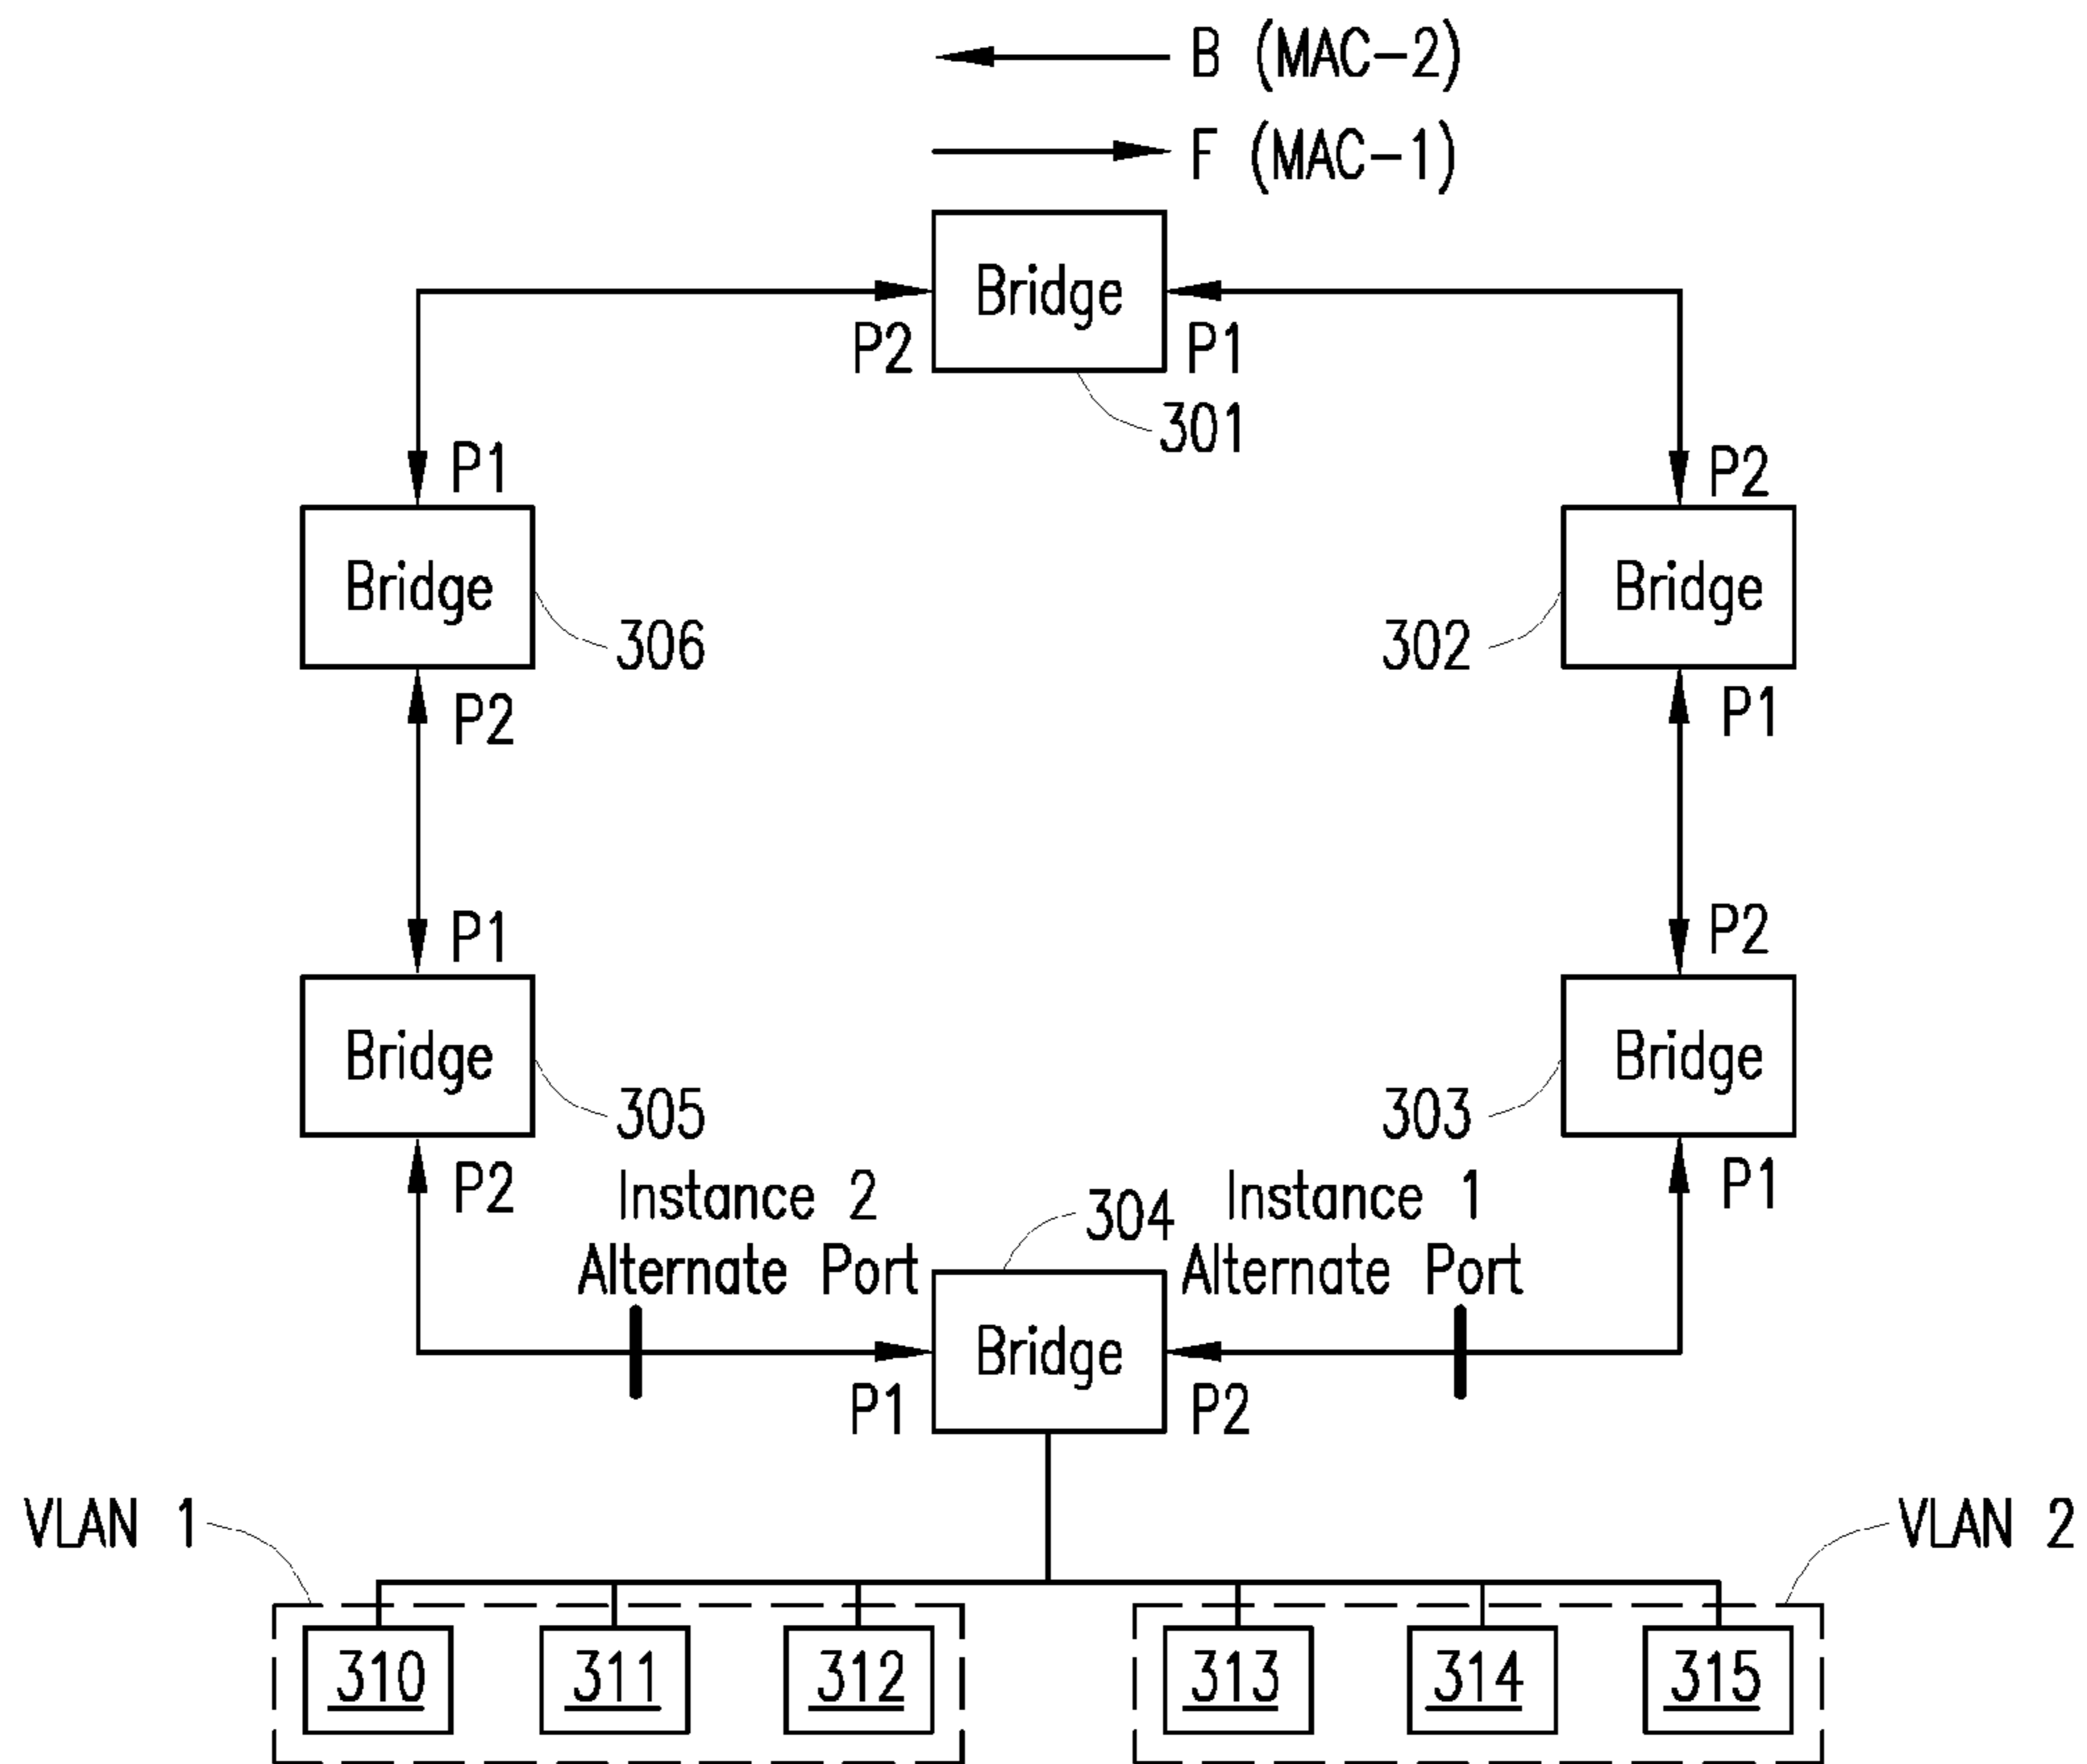 B (MAC-2)
F (MAC-1)
Bridge
P2
P1
301
P1
P2
Bridge
306
302
Bridge
P2
P1
P1
P2
Bridge
305
303
Bridge
P2
P1
Instance 2
Alternate Port
304
Instance 1
Alternate Port
Bridge
P1
P2
VLAN 1
VLAN 2
310
311
312
313
314
315